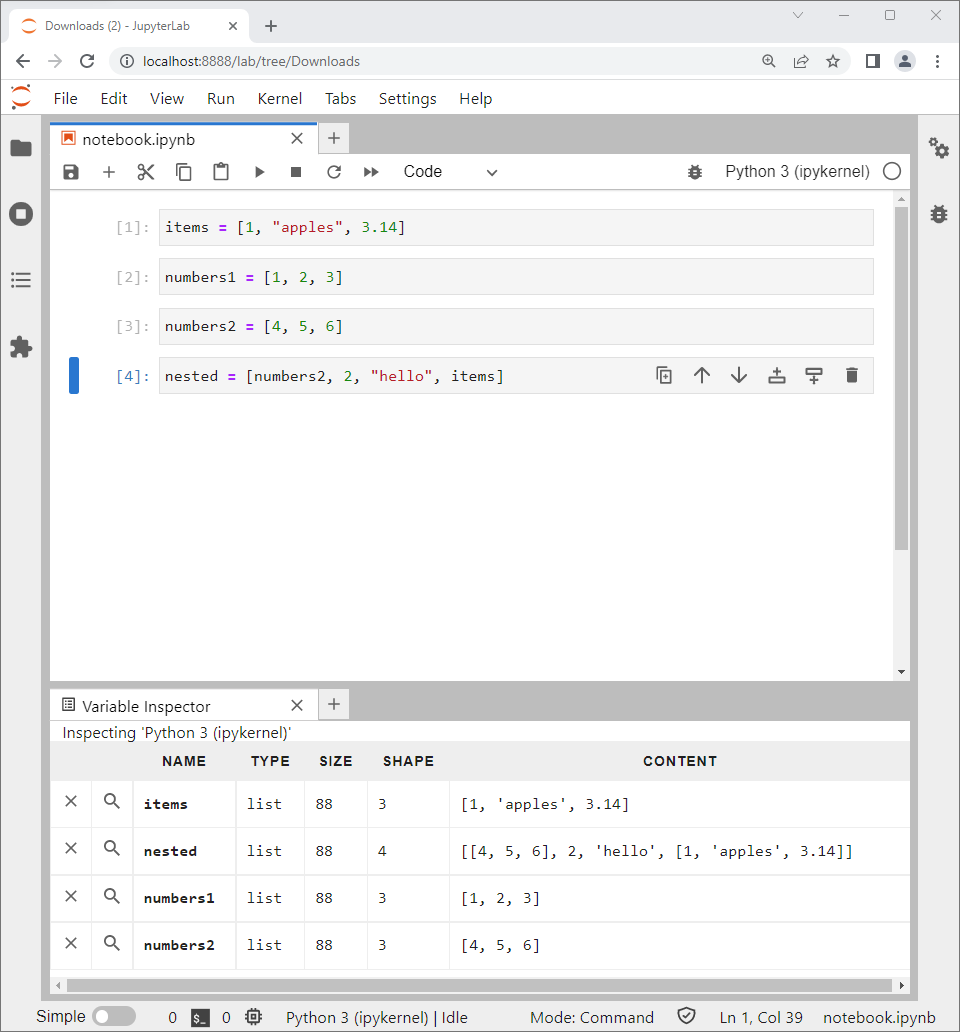 Downloads (2) - JupyterLab
localhost:8888/lab/tree/Downloads
File Edit View Run Kernel Tabs Settings Help
notebook.ipynb
Code Python 3 (ipykernel)
[1]: items = [1, "apples", 3.14]
[2]: numbers1 = [1, 2, 3]
[3]: numbers2 = [4, 5, 6]
[4]: nested = [numbers2, 2, "hello", items]
Variable Inspector
Inspecting 'Python 3 (ipykernel)'
NAME TYPE SIZE SHAPE CONTENT
items list 88 3 [1, 'apples', 3.14]
nested list 88 4 [[4, 5, 6], 2, 'hello', [1, 'apples', 3.14]]
numbers1 list 88 3 [1, 2, 3]
numbers2 list 88 3 [4, 5, 6]
Simple 0 $_ 0 Python 3 (ipykernel) | Idle Mode: Command Ln 1, Col 39 notebook.ipynb